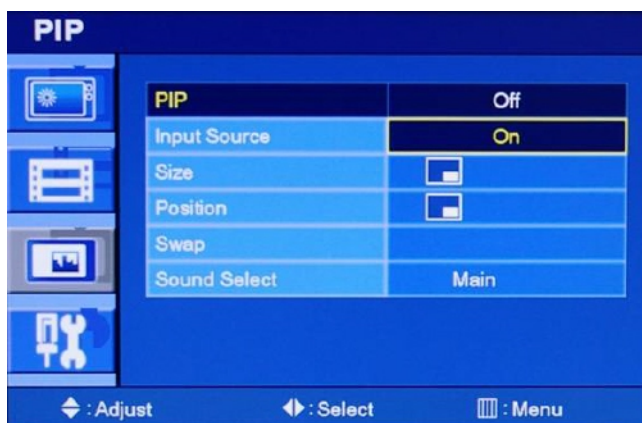 PIP
PIP Off
Input Source On
Size
Position
Swap
Sound Select Main
: Adjust : Select : Menu